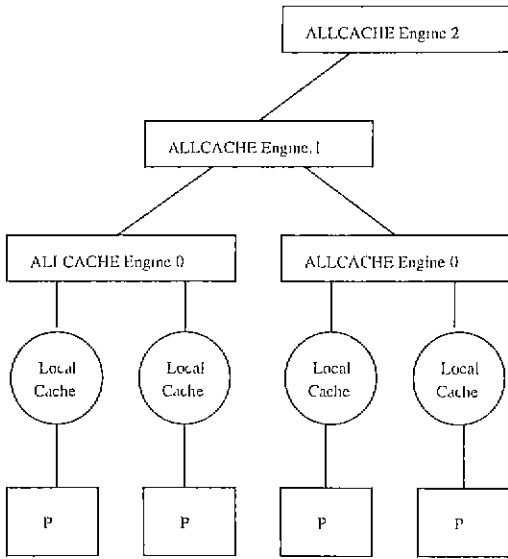 ALLCACHE Engine 2
ALLCACHE Engine 1
ALLCACHE Engine 0
ALLCACHE Engine 0
Local
Cache
Local
Cache
Local
Cache
Local
Cache
P
P
P
P